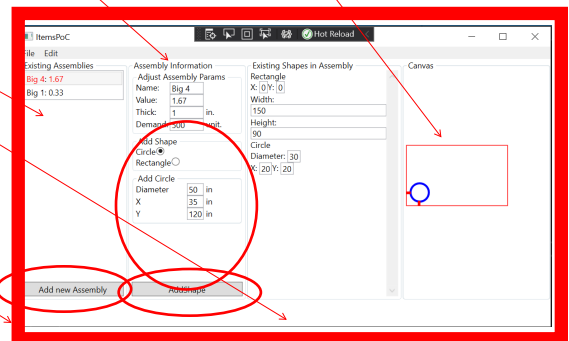 ItemsPoC
Hot Reload
File Edit
Existing Assemblies
Big 4: 1.67
Big 1: 0.33
Add new Assembly
Assembly Information
Adjust Assembly Params
Name: Big 4
Value: 1.67
Thick: 1 in.
Demand: 500 unit.
Add Shape
Circle
Rectangle
Add Circle
Diameter 50 in
X 35 in
Y 120 in
AddShape
Existing Shapes in Assembly
Rectangle
X: 0 Y: 0
Width:
150
Height:
90
Circle
Diameter: 30
X: 20 Y: 20
Canvas